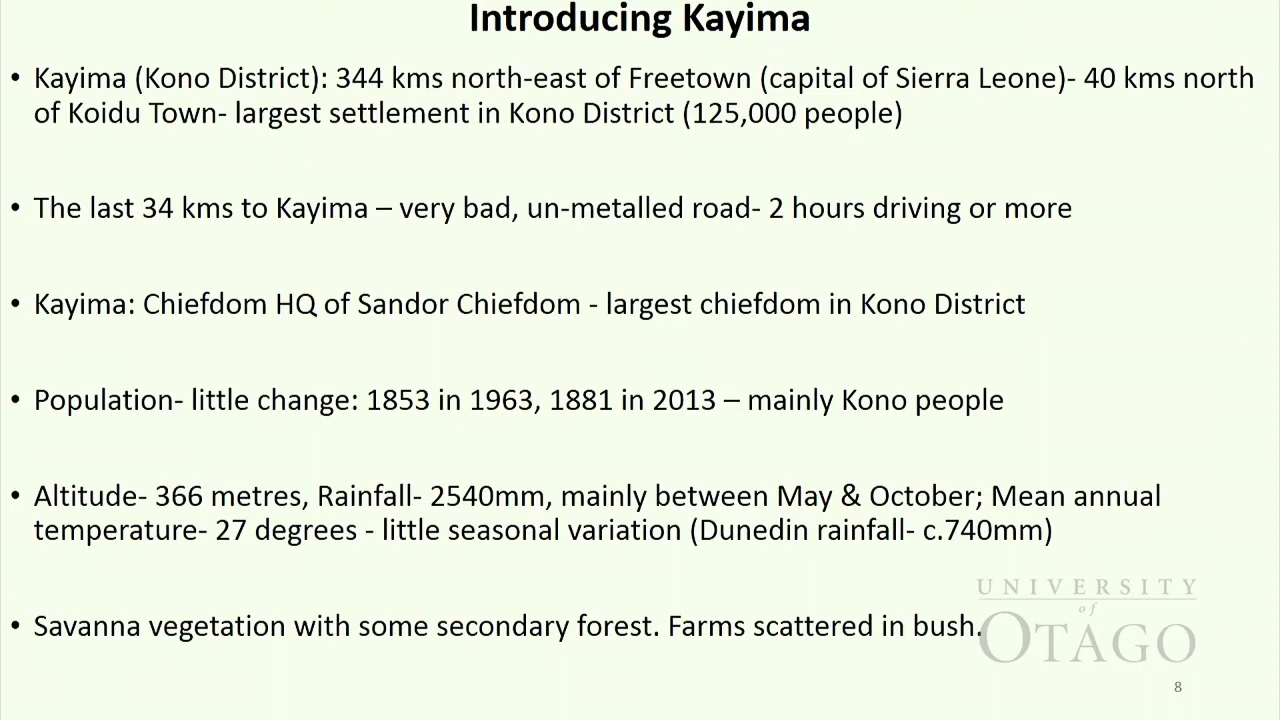 Introducing Kayima
• Kayima (Kono District): 344 kms north-east of Freetown (capital of Sierra Leone)- 40 kms north
of Koidu Town- largest settlement in Kono District (125,000 people)
• The last 34 kms to Kayima – very bad, un-metalled road- 2 hours driving or more
• Kayima: Chiefdom HQ of Sandor Chiefdom - largest chiefdom in Kono District
• Population- little change: 1853 in 1963, 1881 in 2013 – mainly Kono people
• Altitude- 366 metres, Rainfall- 2540mm, mainly between May & October; Mean annual
temperature- 27 degrees - little seasonal variation (Dunedin rainfall- c.740mm)
• Savanna vegetation with some secondary forest. Farms scattered in bush.
UNIVERSITY
of
OTAGO
8